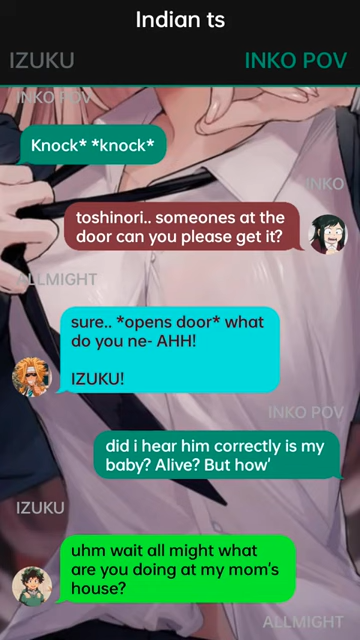 Indian ts
IZUKU
INKO POV
INKO POV
Knock* *knock*
INKO
toshinori.. someones at the
door can you please get it?
ALLMIGHT
sure.. *opens door* what
do you ne- AHH!
IZUKU!
INKO POV
did i hear him correctly is my
baby? Alive? But how'
IZUKU
uhm wait all might what
are you doing at my mom's
house?
ALLMIGHT